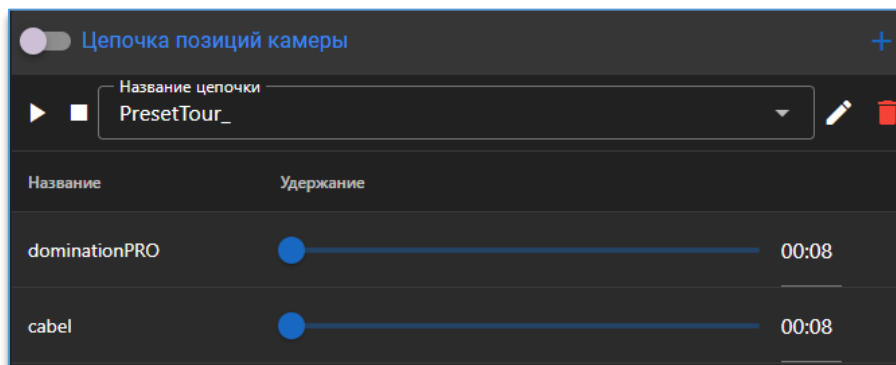 Цепочка позиций камеры
Название цепочки
PresetTour_
Название Удержание
dominationPRO 00:08
cabel 00:08